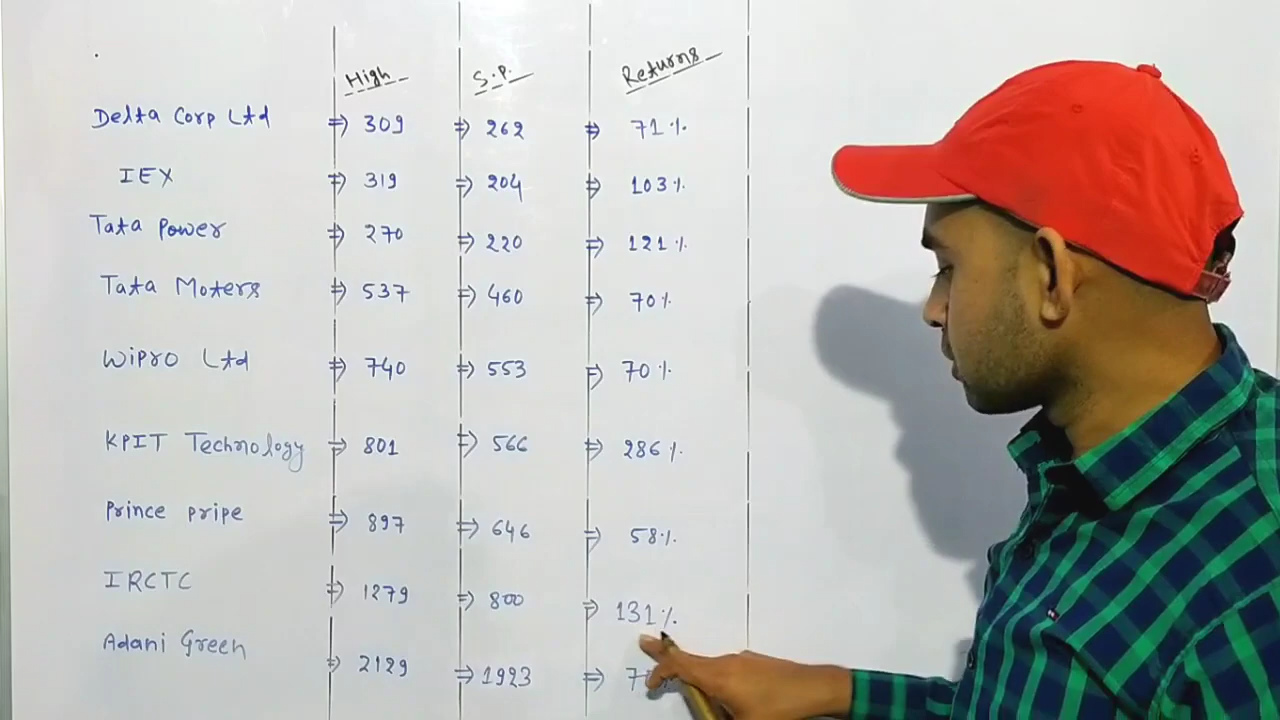 High S.P. Returns
Delta Corp Ltd => 309 => 262 => 71%
IEX => 319 => 204 => 103%
Tata Power => 270 => 220 => 121%
Tata Moters => 537 => 460 => 70%
Wipro Ltd => 740 => 553 => 70%
KPIT Technology => 801 => 566 => 286%
Prince pripe => 897 => 646 => 58%
IRCTC => 1279 => 800 => 131%
Adani Green => 2129 => 1923 =>